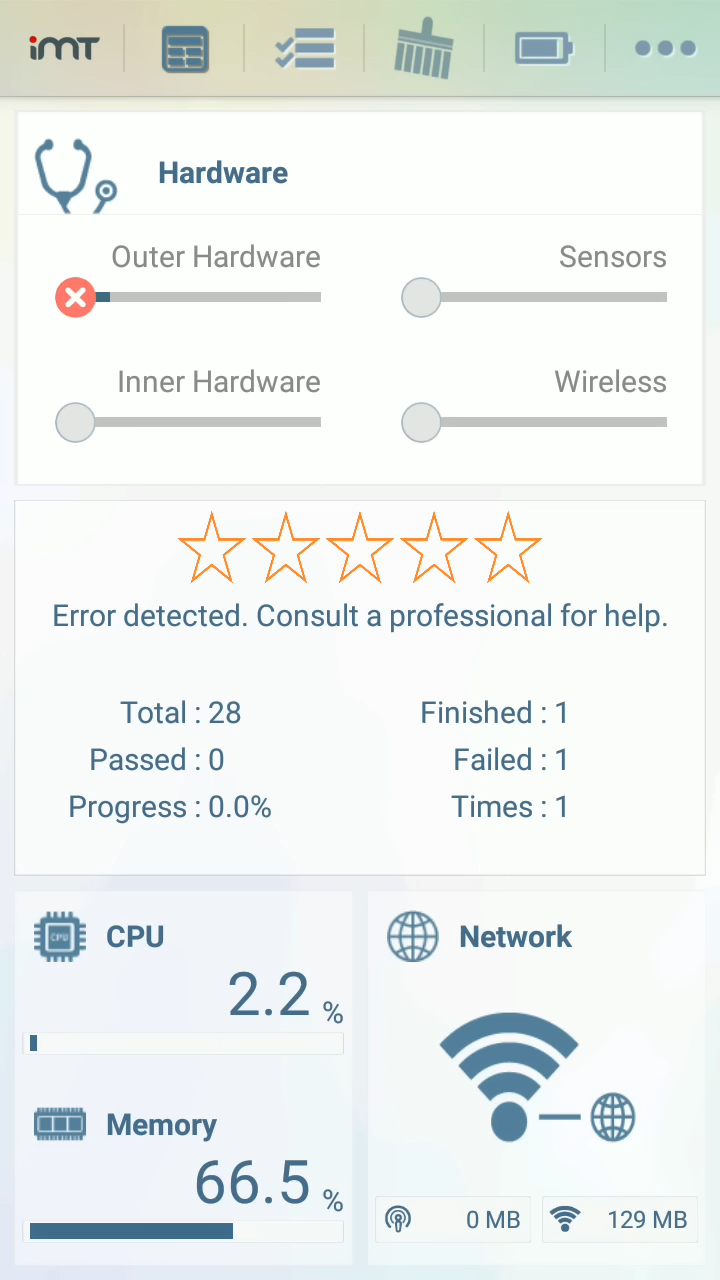 iMT
Hardware
Outer Hardware
Sensors
Inner Hardware
Wireless
Error detected. Consult a professional for help.
Total : 28
Finished : 1
Passed : 0
Failed : 1
Progress : 0.0%
Times : 1
CPU
CPU
2.2 %
Network
Memory
66.5 %
0 MB
129 MB